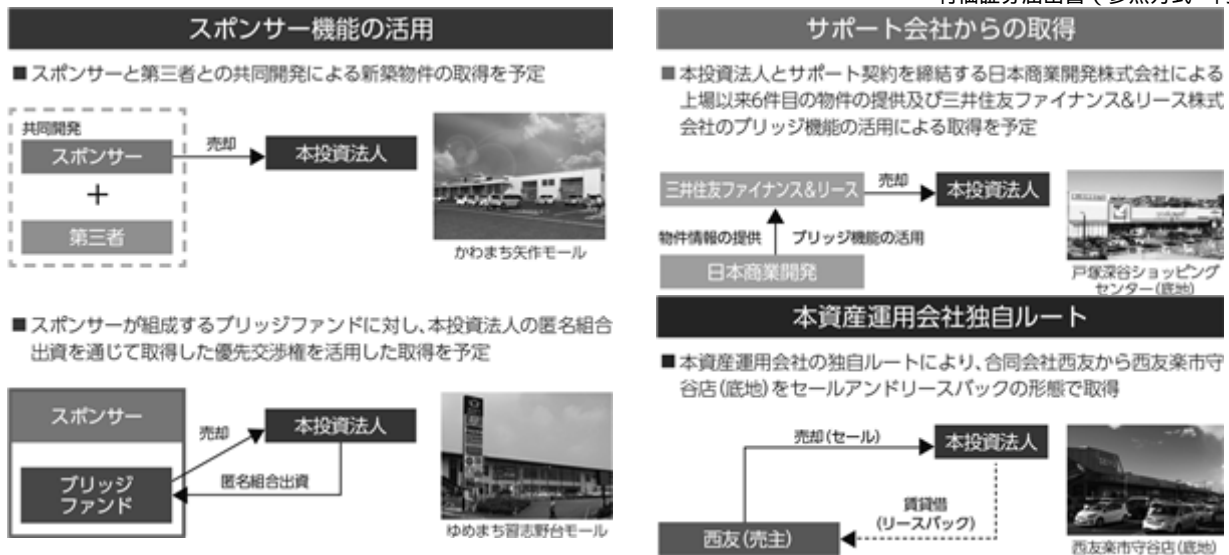 スポンサー機能の活用
■スポンサーと第三者との共同開発による新築物件の取得を予定
共同開発
スポンサー
＋
第三者
売却
本投資法人
かわまち矢作モール
■スポンサーが組成するブリッジファンドに対し、本投資法人の匿名組合
出資を通じて取得した優先交渉権を活用した取得を予定
スポンサー
ブリッジ
ファンド
売却
本投資法人
匿名組合出資
ゆめまち習志野台モール
サポート会社からの取得
■本投資法人とサポート契約を締結する日本商業開発株式会社による
上場以来6件目の物件の提供及び三井住友ファイナンス&リース株式
会社のブリッジ機能の活用による取得を予定
三井住友ファイナンス&リース
売却
本投資法人
物件情報の提供
ブリッジ機能の活用
日本商業開発
戸塚深谷ショッピング
センター(底地)
本資産運用会社独自ルート
■本資産運用会社の独自ルートにより、合同会社西友から西友楽市守
谷店(底地)をセールアンドリースバックの形態で取得
売却(セール)
本投資法人
賃貸借
(リースバック)
西友(売主)
西友楽市守谷店(底地)